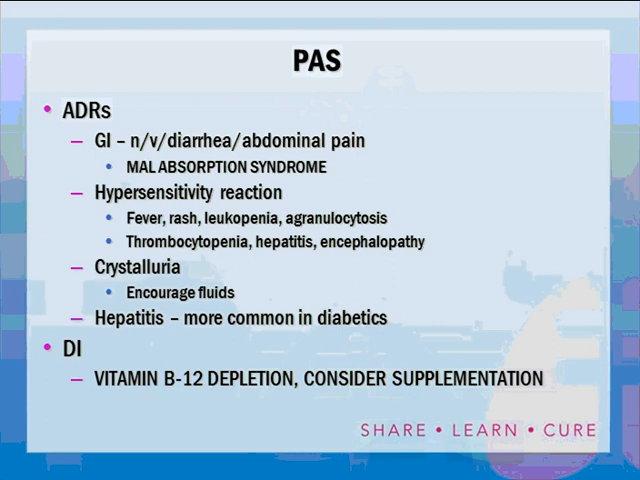 PAS
• ADRs
– GI – n/v/diarrhea/abdominal pain
• MAL ABSORPTION SYNDROME
– Hypersensitivity reaction
• Fever, rash, leukopenia, agranulocytosis
• Thrombocytopenia, hepatitis, encephalopathy
– Crystalluria
• Encourage fluids
– Hepatitis – more common in diabetics
• DI
– VITAMIN B-12 DEPLETION, CONSIDER SUPPLEMENTATION
SHARE • LEARN • CURE